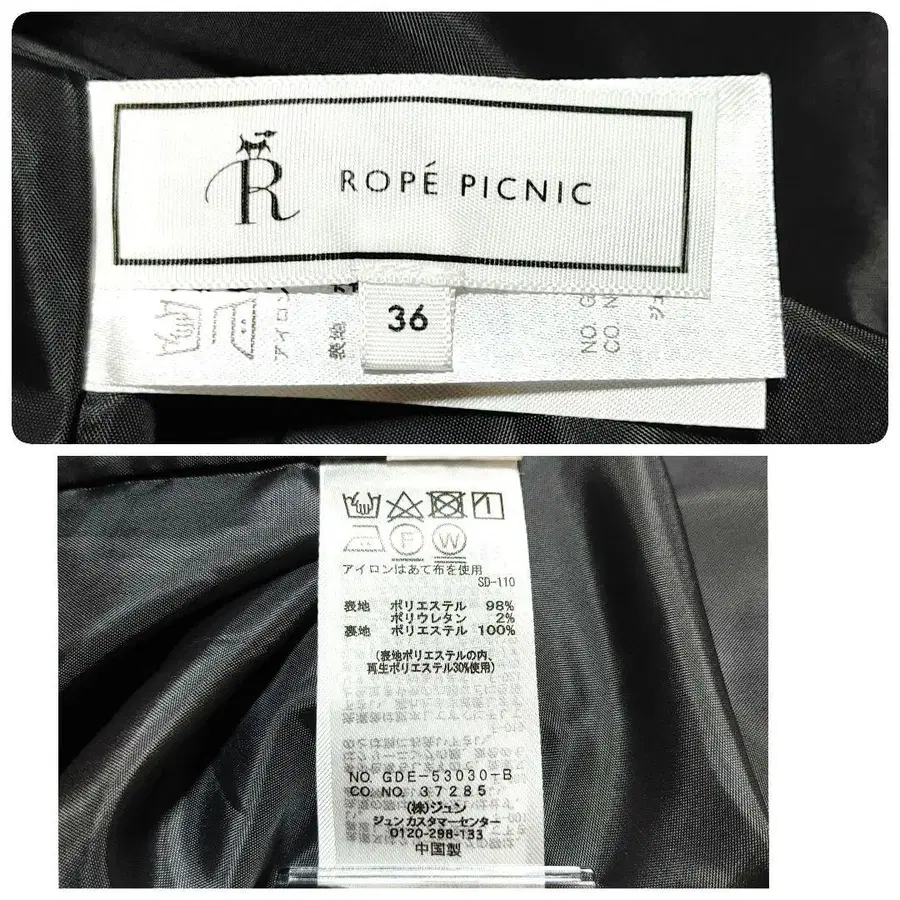 R ROPÉ PICNIC
36
アイロン
表地
NO. G
CO. N
ジュ
アイロンはあて布を使用
SD-110
表地 ポリエステル 98%
ポリウレタン 2%
裏地 ポリエステル 100%
(表地ポリエステルの内、
再生ポリエステル30%使用)
NO. GDE-53030-B
CO. NO. 37285
(株)ジュン
ジュンカスタマーセンター
0120-298-133
中国製